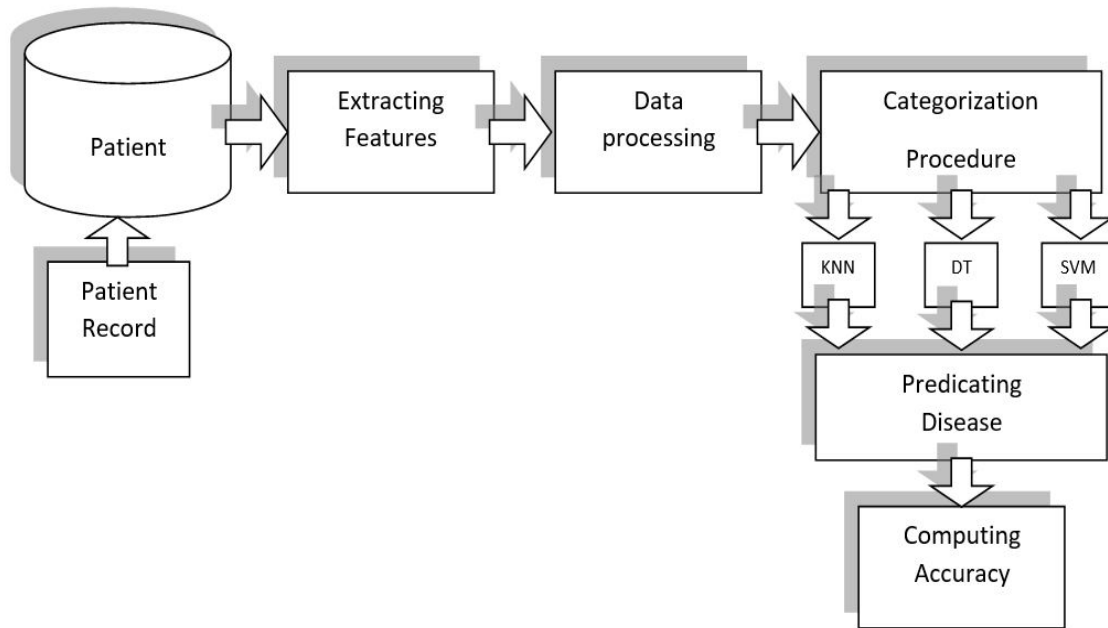 Patient
Patient
Record
Extracting
Features
Data
processing
Categorization
Procedure
KNN
DT
SVM
Predicating
Disease
Computing
Accuracy